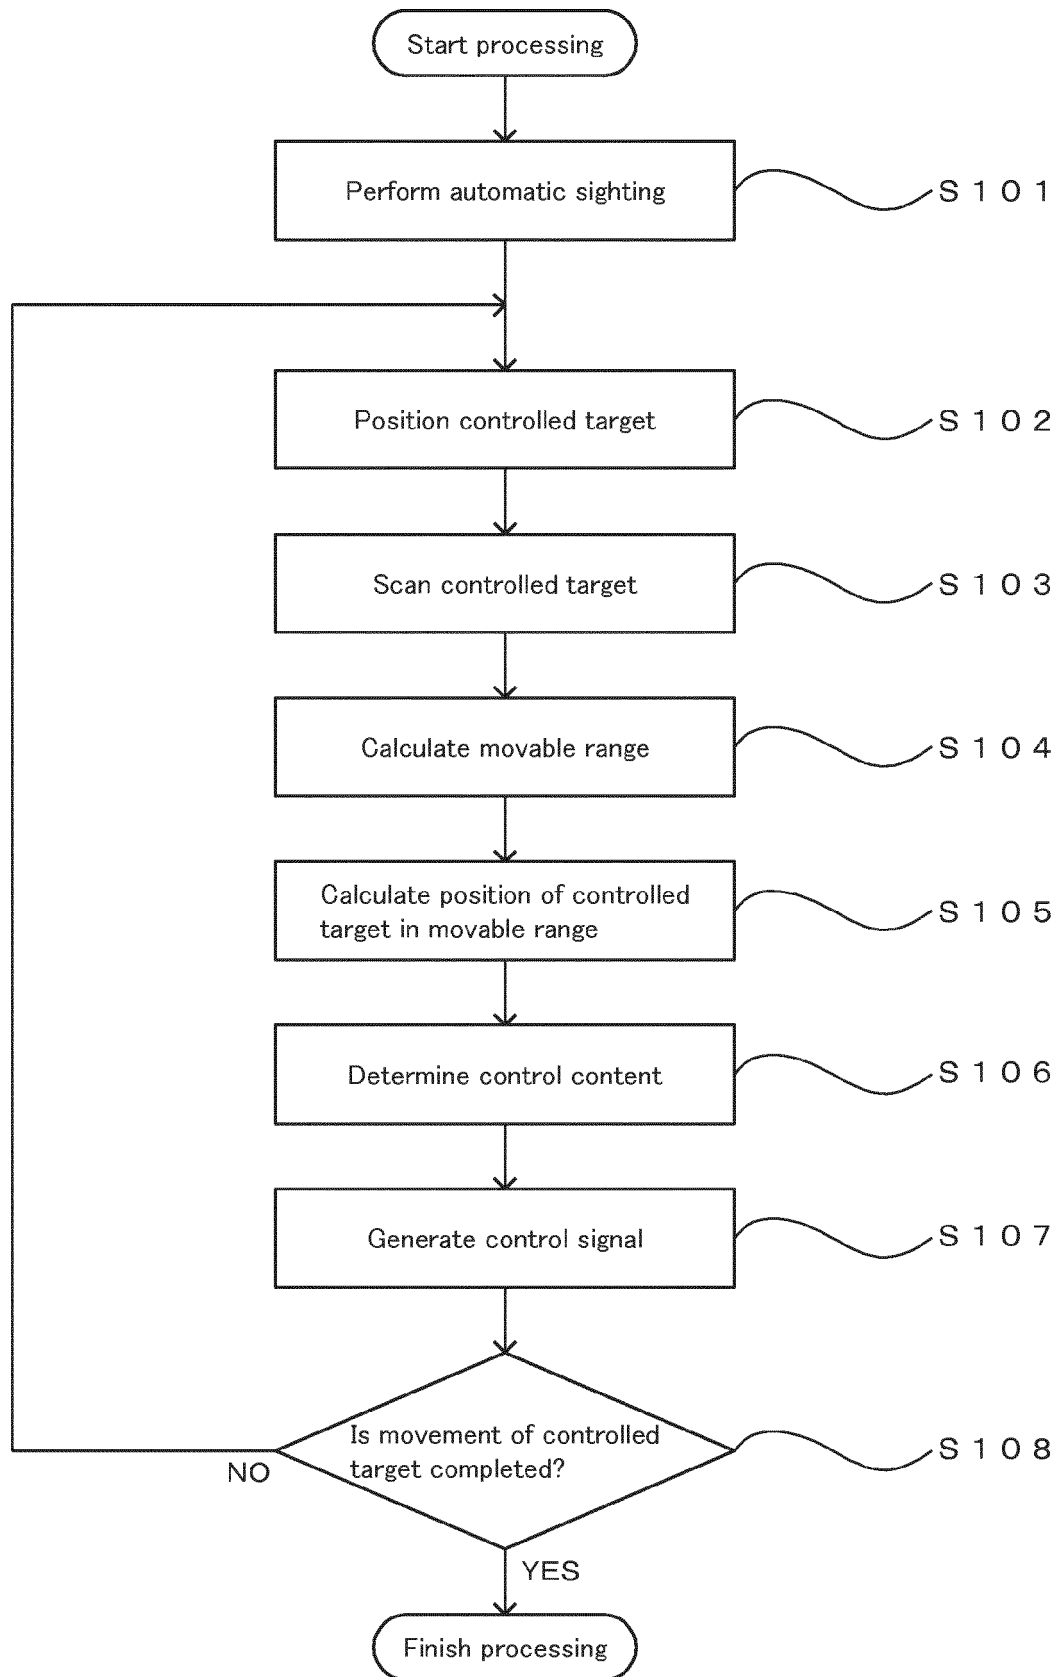 Start processing
Perform automatic sighting
S101
Position controlled target
S102
Scan controlled target
S103
Calculate movable range
S104
Calculate position of controlled
target in movable range
S105
Determine control content
S106
Generate control signal
S107
Is movement of controlled
target completed?
S108
NO
YES
Finish processing